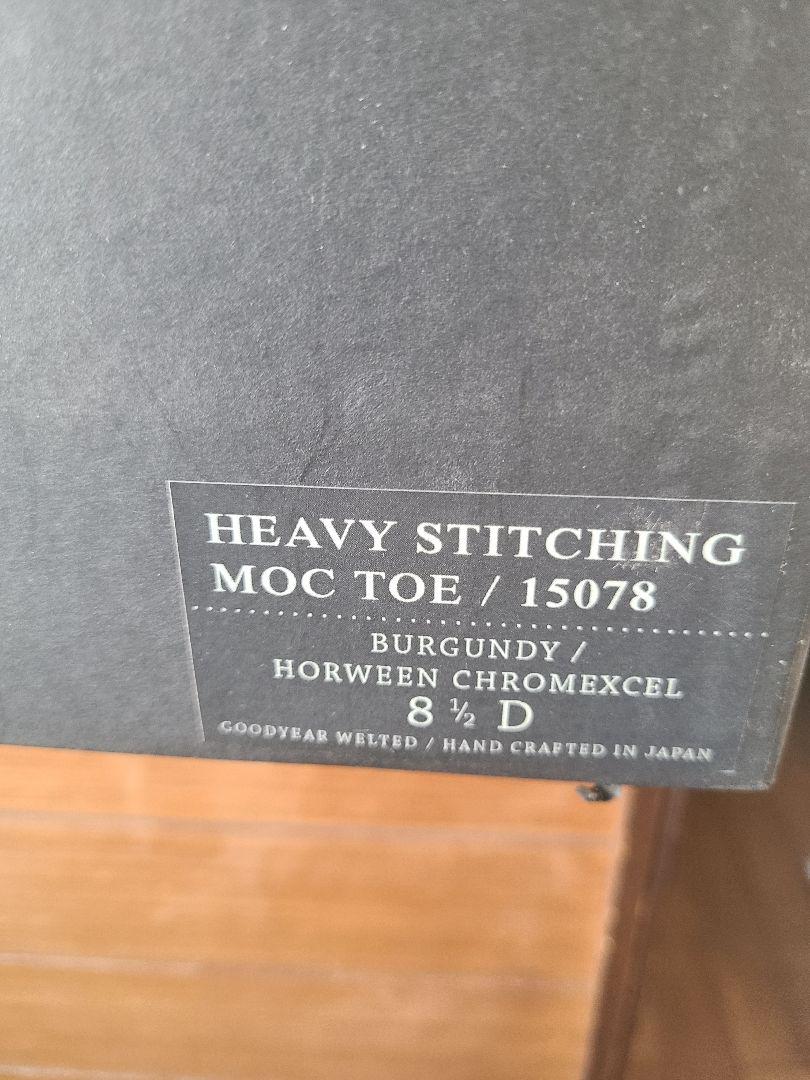 HEAVY STITCHING
MOC TOE / 15078
BURGUNDY /
HORWEEN CHROMEXCEL
8 ½ D
GOODYEAR WELTED / HAND CRAFTED IN JAPAN